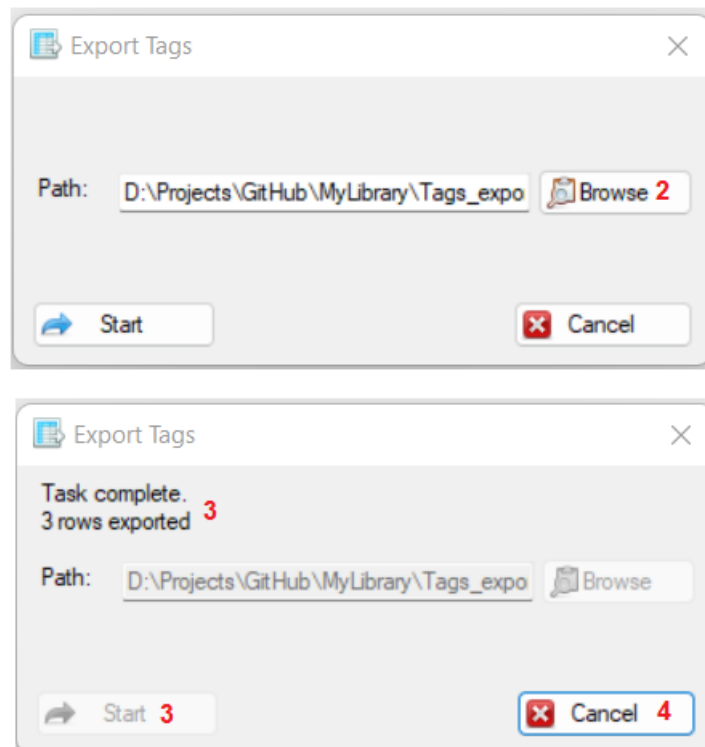 Export Tags
Path: D:\Projects\GitHub\MyLibrary\Tags_expo Browse 2
Start Cancel
Export Tags
Task complete.
3 rows exported 3
Path: D:\Projects\GitHub\MyLibrary\Tags_expo Browse
Start 3 Cancel 4